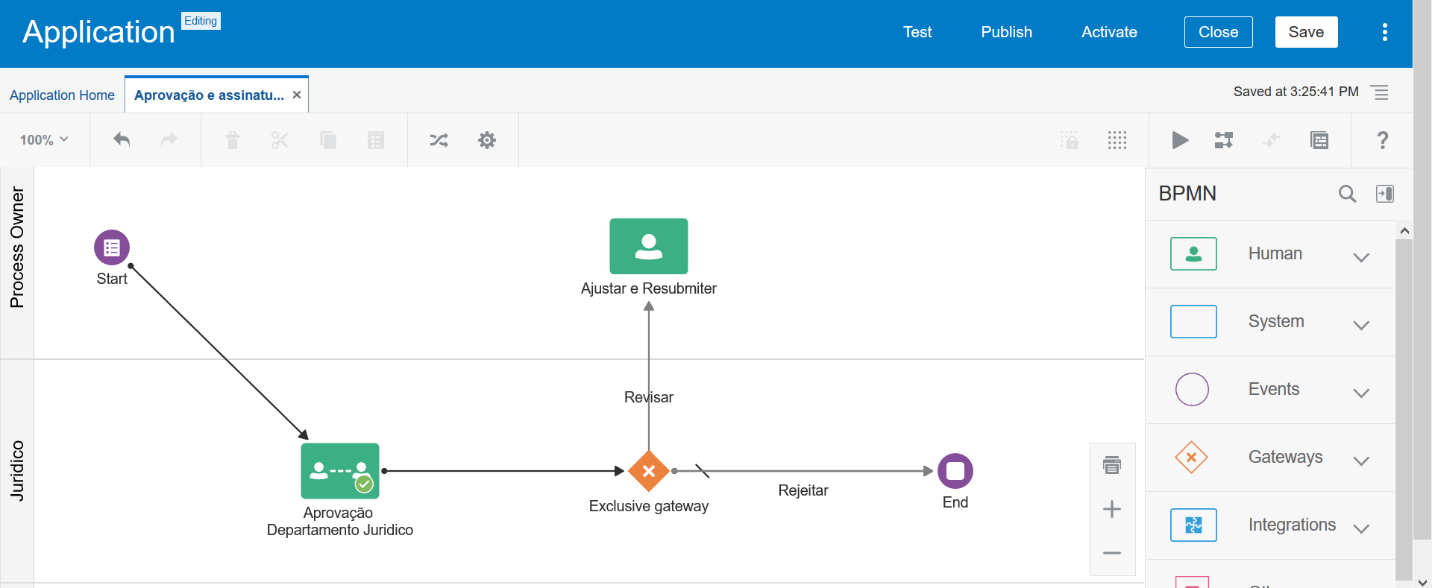 Application Editing
Test Publish Activate Close Save
Application Home Aprovação e assinatu... × Saved at 3:25:41 PM
100% ?
BPMN
Process Owner
Start
Ajustar e Resubmiter
Revisar
Juridico
Aprovação
Departamento Juridico
Exclusive gateway
Rejeitar
End
Human
System
Events
Gateways
Integrations